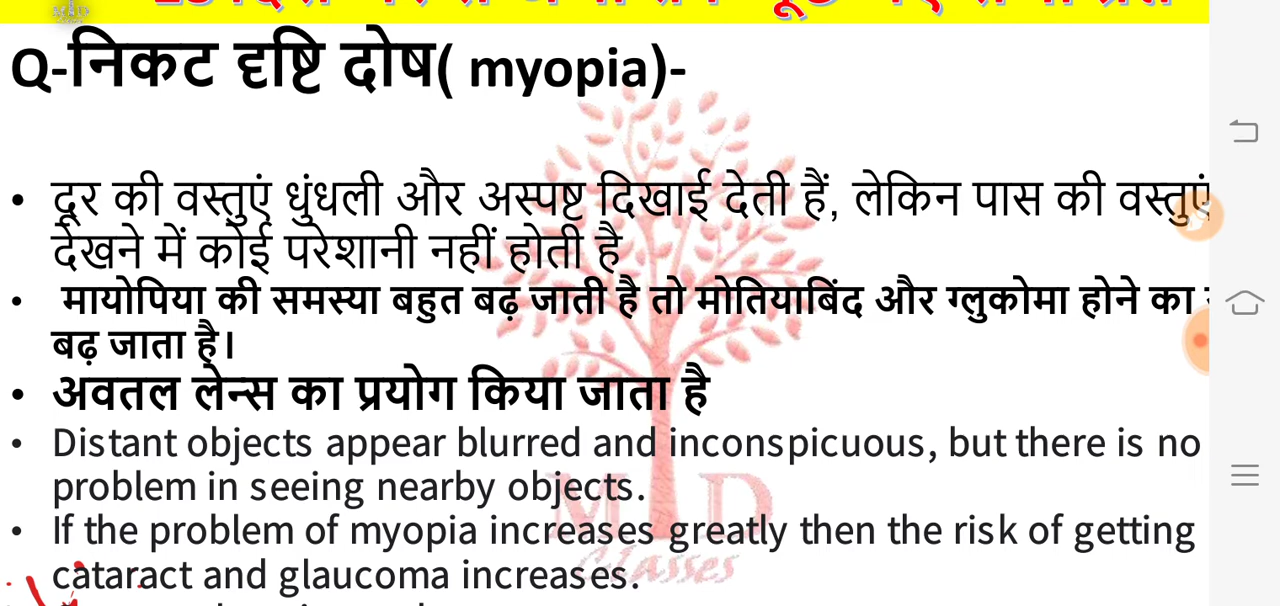 Q-निकट दृष्टि दोष( myopia)-
• दूर की वस्तुएं धुंधली और अस्पष्ट दिखाई देती हैं, लेकिन पास की वस्तुएं
देखने में कोई परेशानी नहीं होती है
• मायोपिया की समस्या बहुत बढ़ जाती है तो मोतियाबिंद और ग्लुकोमा होने का
बढ़ जाता है।
• अवतल लेन्स का प्रयोग किया जाता है
• Distant objects appear blurred and inconspicuous, but there is no
problem in seeing nearby objects.
• If the problem of myopia increases greatly then the risk of getting
cataract and glaucoma increases.
M D
Classes